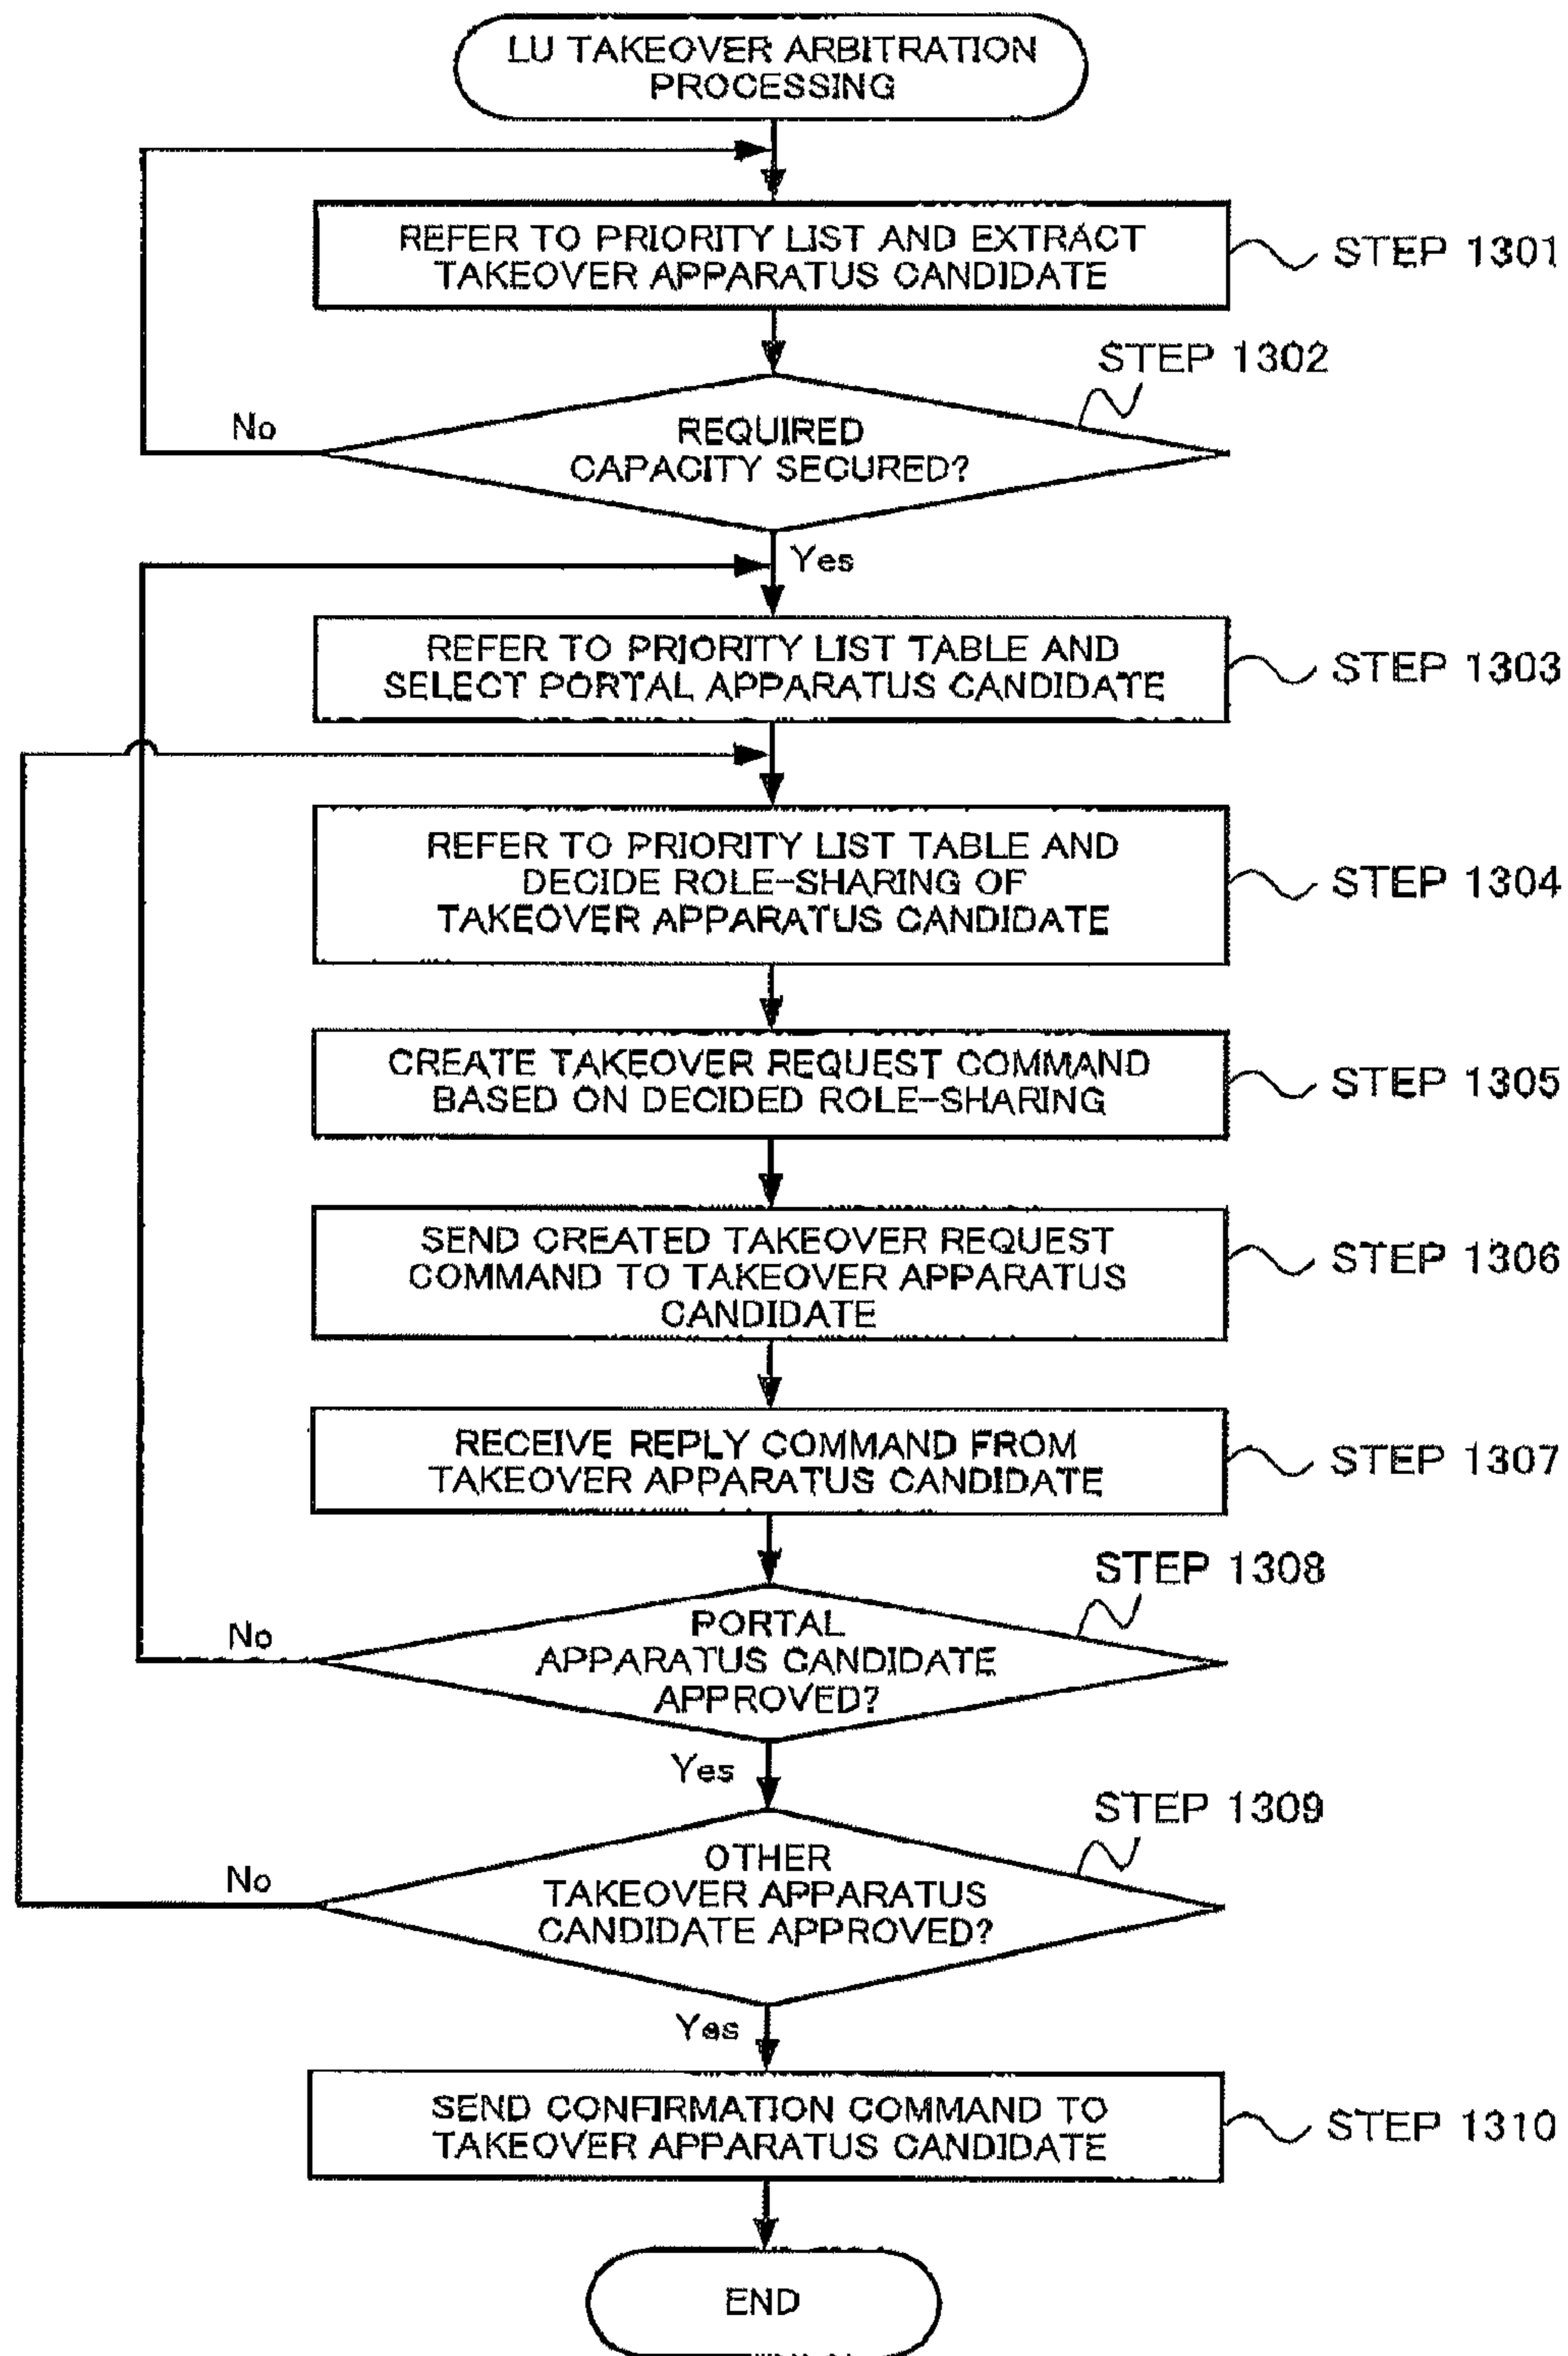 LU TAKEOVER ARBITRATION
PROCESSING
REFER TO PRIORITY LIST AND EXTRACT
TAKEOVER APPARATUS CANDIDATE
STEP 1301
STEP 1302
No
REQUIRED
CAPACITY SECURED?
Yes
REFER TO PRIORITY LIST TABLE AND
SELECT PORTAL APPARATUS CANDIDATE
STEP 1303
REFER TO PRIORITY LIST TABLE AND
DECIDE ROLE-SHARING OF
TAKEOVER APPARATUS CANDIDATE
STEP 1304
CREATE TAKEOVER REQUEST COMMAND
BASED ON DECIDED ROLE-SHARING
STEP 1305
SEND CREATED TAKEOVER REQUEST
COMMAND TO TAKEOVER APPARATUS
CANDIDATE
STEP 1306
RECEIVE REPLY COMMAND FROM
TAKEOVER APPARATUS CANDIDATE
STEP 1307
STEP 1308
No
PORTAL
APPARATUS CANDIDATE
APPROVED?
Yes
STEP 1309
No
OTHER
TAKEOVER APPARATUS
CANDIDATE APPROVED?
Yes
SEND CONFIRMATION COMMAND TO
TAKEOVER APPARATUS CANDIDATE
STEP 1310
END